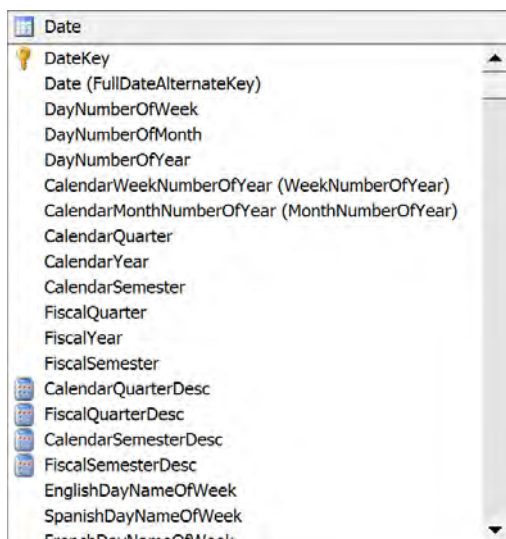 Date
DateKey
Date (FullDateAlternateKey)
DayNumberOfWeek
DayNumberOfMonth
DayNumberOfYear
CalendarWeekNumberOfYear (WeekNumberOfYear)
CalendarMonthNumberOfYear (MonthNumberOfYear)
CalendarQuarter
CalendarYear
CalendarSemester
FiscalQuarter
FiscalYear
FiscalSemester
CalendarQuarterDesc
FiscalQuarterDesc
CalendarSemesterDesc
FiscalSemesterDesc
EnglishDayNameOfWeek
SpanishDayNameOfWeek
FrenchDayNameOfWeek